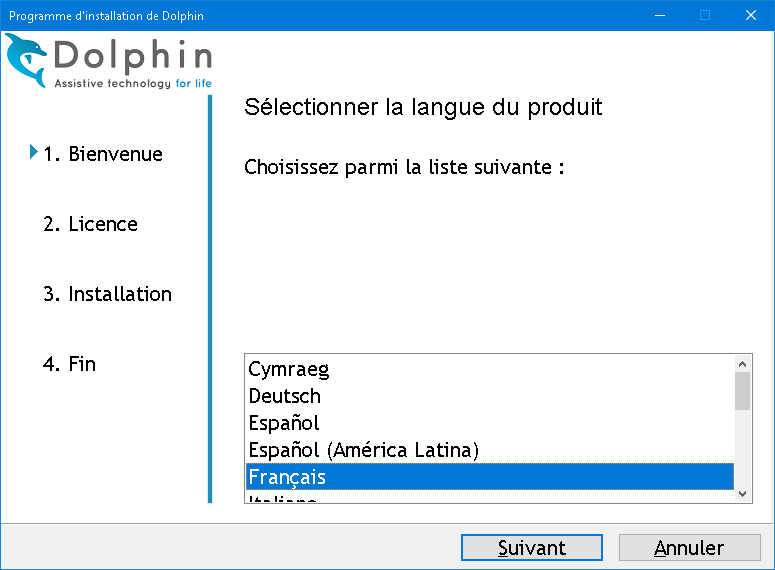 Programme d'installation de Dolphin
Dolphin
Assistive technology for life
Sélectionner la langue du produit
Choisissez parmi la liste suivante :
1. Bienvenue
2. Licence
3. Installation
4. Fin
Cymraeg
Deutsch
Español
Español (América Latina)
Français
Italiano
Suivant
Annuler